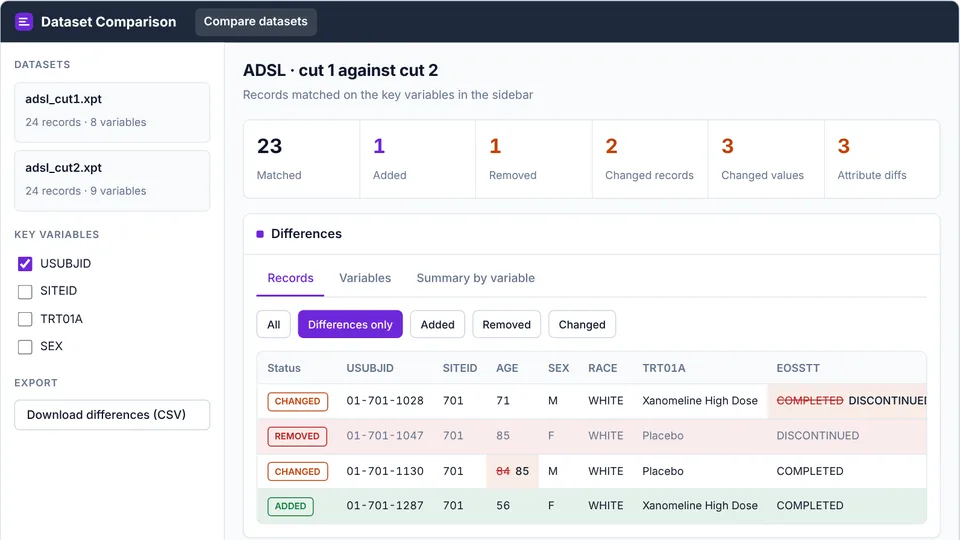 Dataset Comparison Compare datasets
DATASETS
adsl_cut1.xpt
24 records · 8 variables
adsl_cut2.xpt
24 records · 9 variables
KEY VARIABLES
USUBJID
SITEID
TRT01A
SEX
EXPORT
Download differences (CSV)
ADSL · cut 1 against cut 2
Records matched on the key variables in the sidebar
23 1 1 2 3 3
Matched Added Removed Changed records Changed values Attribute diffs
Differences
Records Variables Summary by variable
All Differences only Added Removed Changed
Status USUBJID SITEID AGE SEX RACE TRT01A EOSSTT
CHANGED 01-701-1028 701 71 M WHITE Xanomeline High Dose COMPLETED DISCONTINUED
REMOVED 01-701-1047 701 85 F WHITE Placebo DISCONTINUED
CHANGED 01-701-1130 701 84 85 M WHITE Placebo COMPLETED
ADDED 01-701-1287 701 56 F WHITE Xanomeline High Dose COMPLETED